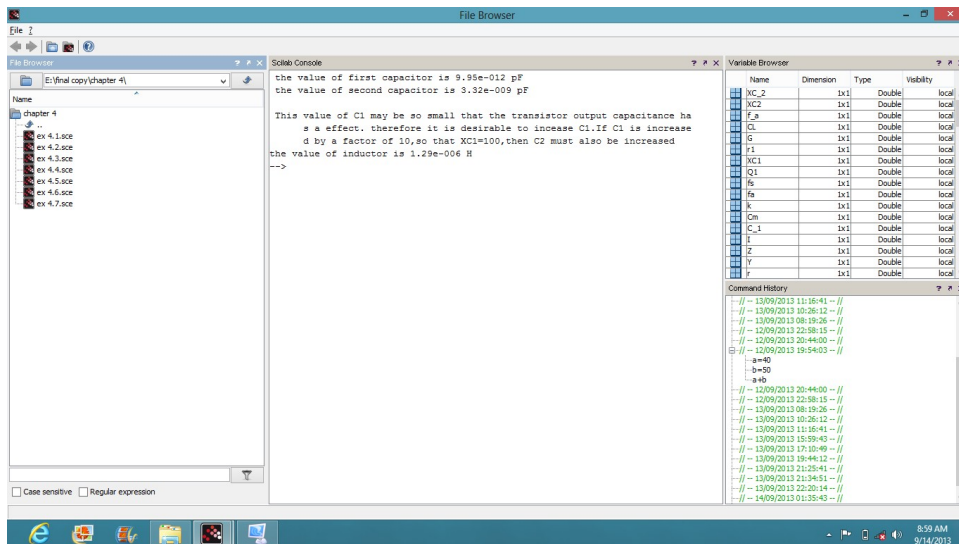 File Browser
File ?
File Browser ? ↗ X
E:\final copy\chapter 4\
Name
chapter 4
..
ex 4.1.sce
ex 4.2.sce
ex 4.3.sce
ex 4.4.sce
ex 4.5.sce
ex 4.6.sce
ex 4.7.sce
Case sensitive
Regular expression
Scilab Console ? ↗ X
the value of first capacitor is 9.95e-012 pF
the value of second capacitor is 3.32e-009 pF
This value of C1 may be so small that the transistor output capacitance ha
s a effect. therefore it is desirable to incease C1.If C1 is increase
d by a factor of 10,so that XC1=100,then C2 must also be increased
the value of inductor is 1.29e-006 H
-->
Variable Browser ? ↗
Name Dimension Type Visibility
XC_2 1x1 Double local
XC2 1x1 Double local
f_a 1x1 Double local
CL 1x1 Double local
G 1x1 Double local
r1 1x1 Double local
XC1 1x1 Double local
Q1 1x1 Double local
fs 1x1 Double local
fa 1x1 Double local
k 1x1 Double local
Cm 1x1 Double local
C_1 1x1 Double local
I 1x1 Double local
Z 1x1 Double local
Y 1x1 Double local
r 1x1 Double local
Command History ? ↗
// -- 13/09/2013 11:16:41 -- //
// -- 13/09/2013 10:26:12 -- //
// -- 13/09/2013 08:19:26 -- //
// -- 12/09/2013 22:58:15 -- //
// -- 12/09/2013 20:44:00 -- //
// -- 12/09/2013 19:54:03 -- //
a=40
b=50
a+b
// -- 12/09/2013 20:44:00 -- //
// -- 12/09/2013 22:58:15 -- //
// -- 13/09/2013 08:19:26 -- //
// -- 13/09/2013 10:26:12 -- //
// -- 13/09/2013 11:16:41 -- //
// -- 13/09/2013 15:59:43 -- //
// -- 13/09/2013 17:10:49 -- //
// -- 13/09/2013 19:44:12 -- //
// -- 13/09/2013 21:25:41 -- //
// -- 13/09/2013 21:34:51 -- //
// -- 13/09/2013 22:20:14 -- //
// -- 14/09/2013 01:35:43 -- //
8:59 AM
9/14/2013